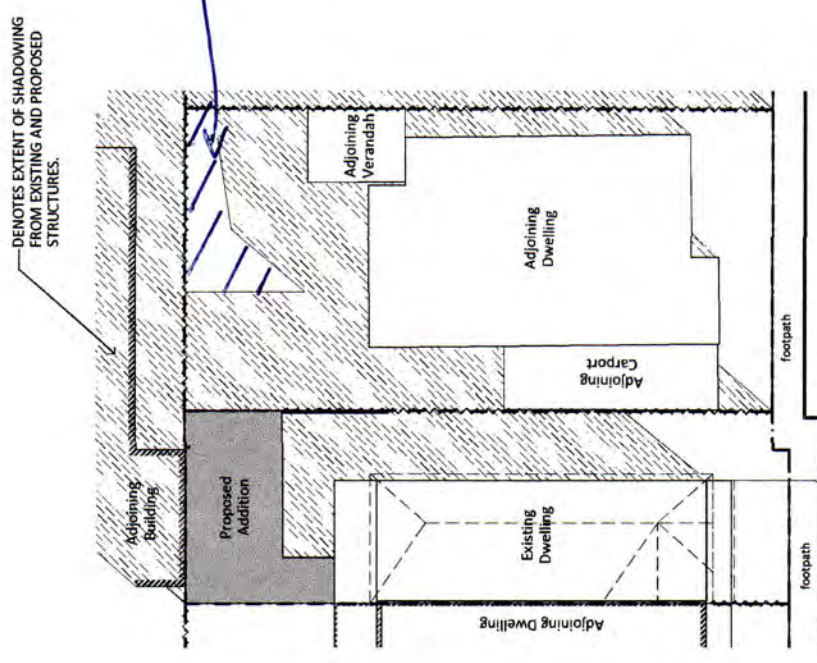 DENOTES EXTENT OF SHADOWING
FROM EXISTING AND PROPOSED
STRUCTURES.
Adjoining
Building
Proposed
Addition
Existing
Dwelling
Adjoining Dwelling
footpath
Adjoining
Verandah
Adjoining
Dwelling
Adjoining
Carport
footpath